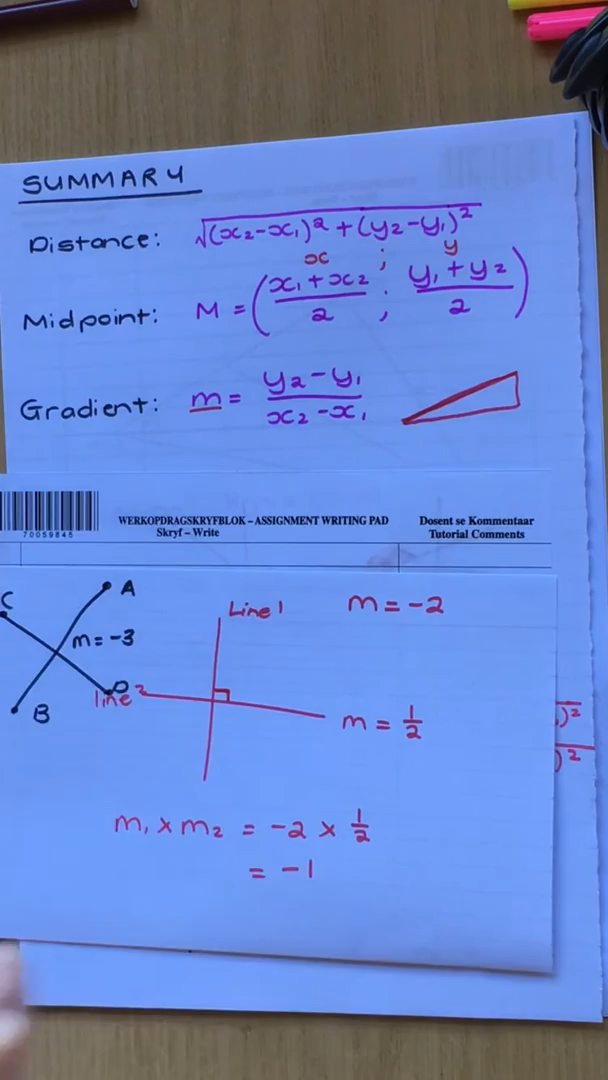 SUMMARY
Distance: √(x₂-x₁)²+(y₂-y₁)²
x ; y
Midpoint: M = (x₁+x₂/2 ; y₁+y₂/2)
Gradient: m = y₂-y₁/x₂-x₁
70059845
WERKOPDRAGSKRYFBLOK – ASSIGNMENT WRITING PAD
Skryf – Write
Dosent se Kommentaar
Tutorial Comments
C
A
m = -3
D
B
Line 1
m = -2
line 2
m = 1/2
)²
)²
m₁ x m₂ = -2 x 1/2
= -1